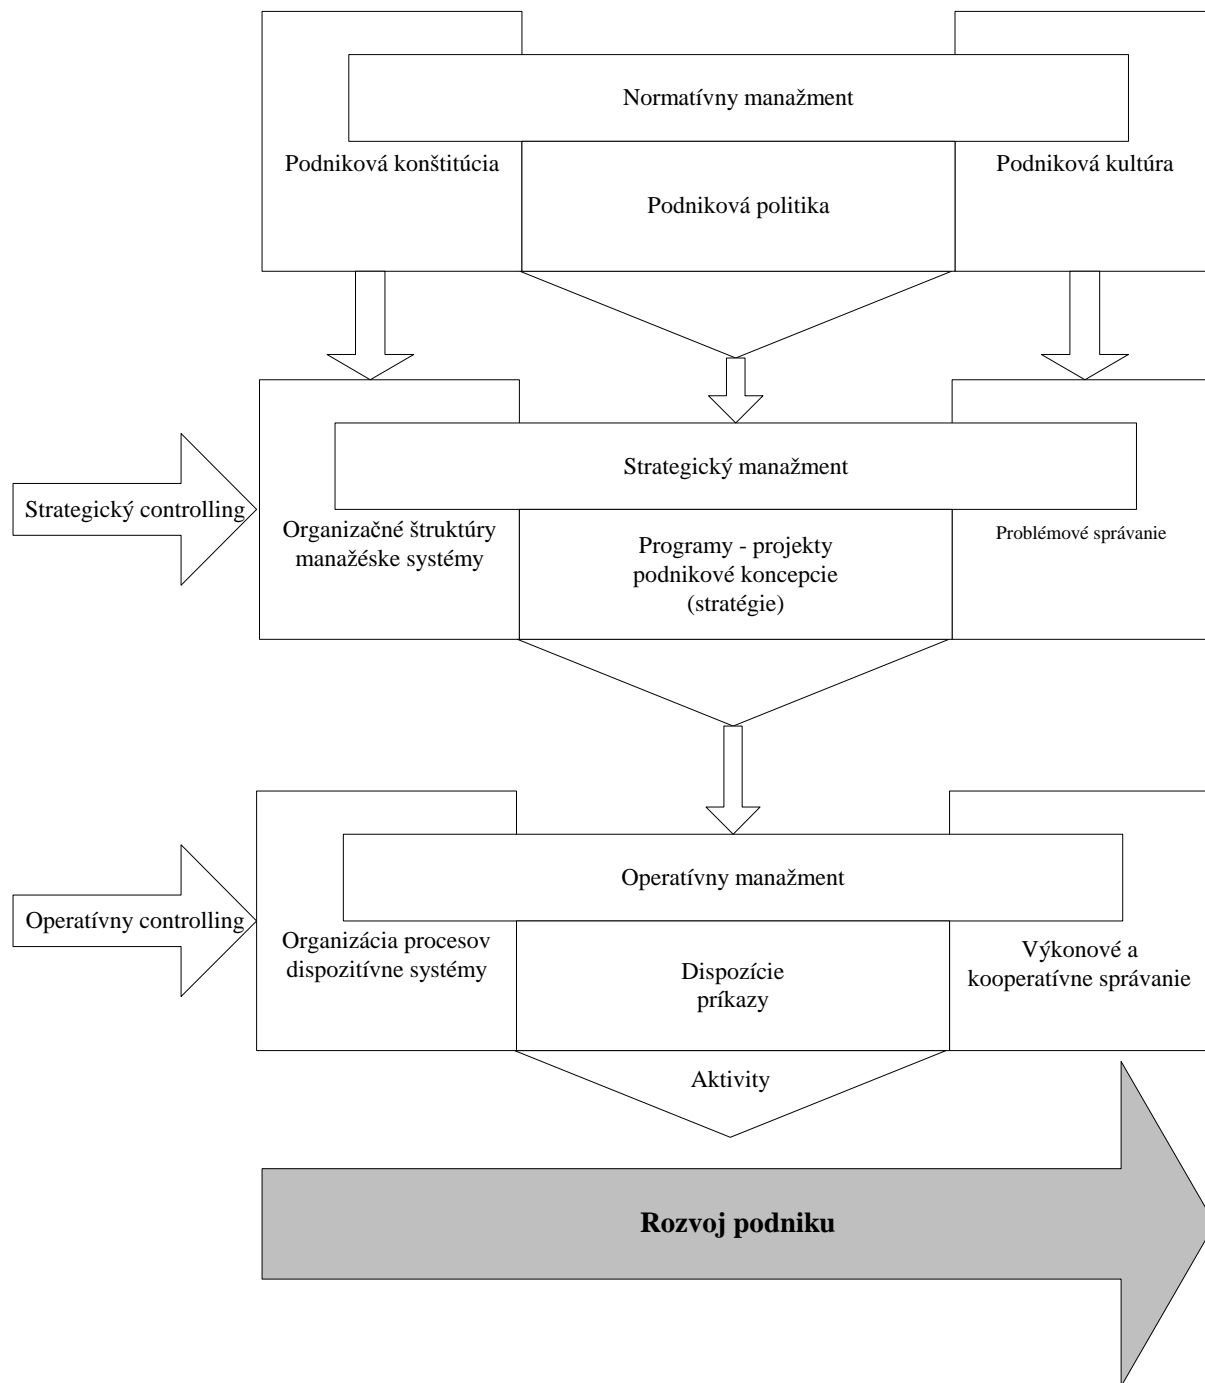 Normatívny manažment
Podniková konštitúcia
Podniková kultúra
Podniková politika
Strategický manažment
Strategický controlling
Organizačné štruktúry
manažéske systémy
Programy - projekty
podnikové koncepcie
(stratégie)
Problémové správanie
Operatívny manažment
Operatívny controlling
Organizácia procesov
dispozitívne systémy
Dispozície
príkazy
Výkonové a
kooperatívne správanie
Aktivity
Rozvoj podniku